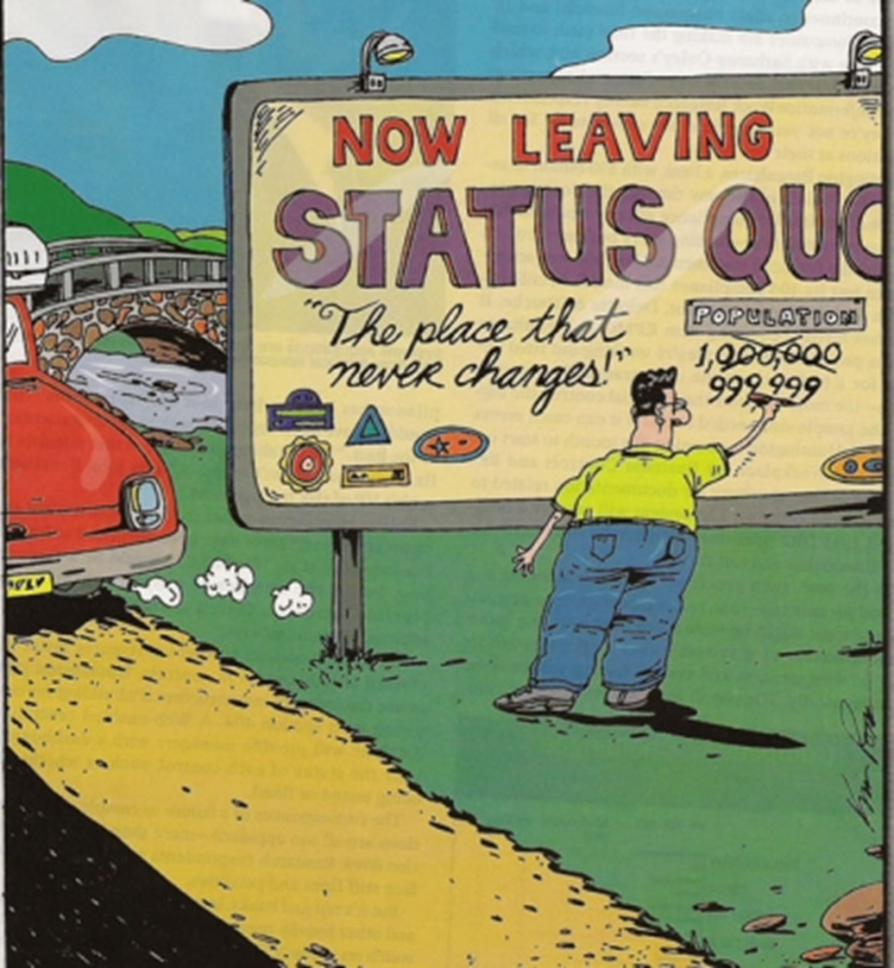 NOW LEAVING
STATUS QUO
"The place that
never changes!"
POPULATION
1,000,000
999,999